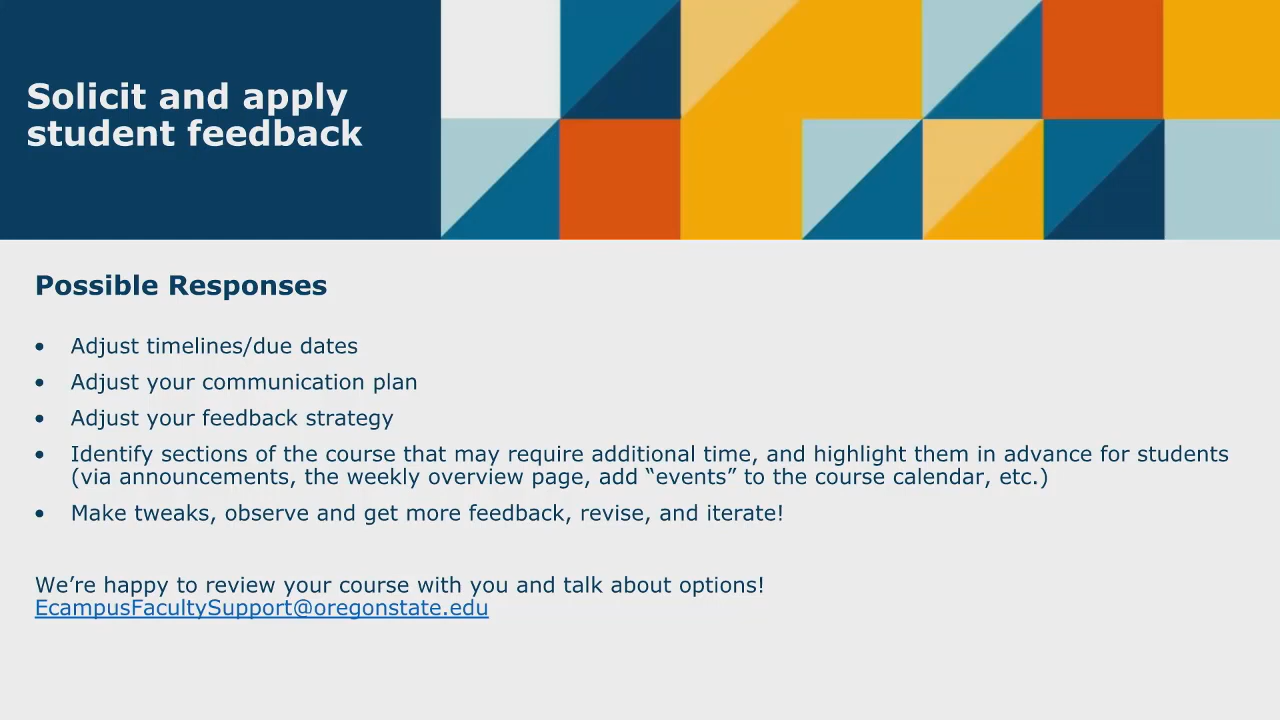 Solicit and apply
student feedback
Possible Responses
• Adjust timelines/due dates
• Adjust your communication plan
• Adjust your feedback strategy
• Identify sections of the course that may require additional time, and highlight them in advance for students
(via announcements, the weekly overview page, add “events” to the course calendar, etc.)
• Make tweaks, observe and get more feedback, revise, and iterate!
We’re happy to review your course with you and talk about options!
EcampusFacultySupport@oregonstate.edu